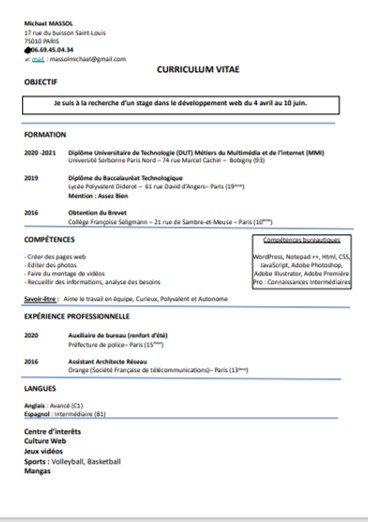 Michael MASSOL
17 rue du buisson Saint-Louis
75010 PARIS
06.69.45.04.34
mail : massolmichael@gmail.com
CURRICULUM VITAE
OBJECTIF
Je suis à la recherche d'un stage dans le développement web du 4 avril au 10 juin.
FORMATION
2020 -2021 Diplôme Universitaire de Technologie (DUT) Métiers du Multimédia et de l'Internet (MMI)
Université Sorbonne Paris Nord – 74 rue Marcel Cachin – Bobigny (93)
2019 Diplôme du Baccalauréat Technologique
Lycée Polyvalent Diderot – 61 rue David d'Angers– Paris (19ème)
Mention : Assez Bien
2016 Obtention du Brevet
Collège Françoise Seligmann – 21 rue de Sambre-et-Meuse – Paris (10ème)
COMPÉTENCES
- Créer des pages web
- Editer des photos
- Faire du montage de vidéos
- Recueillir des informations, analyse des besoins
Compétences bureautiques
WordPress, Notepad ++, Html, CSS,
JavaScript, Adobe Photoshop,
Adobe Illustrator, Adobe Première
Pro : Connaissances Intermédiaires
Savoir-être : Aime le travail en équipe, Curieux, Polyvalent et Autonome
EXPÉRIENCE PROFESSIONNELLE
2020 Auxiliaire de bureau (renfort d'été)
Préfecture de police– Paris (15ème)
2016 Assistant Architecte Réseau
Orange (Société Française de télécommunications)– Paris (13ème)
LANGUES
Anglais : Avancé (C1)
Espagnol : Intermédiaire (B1)
Centre d'intérêts
Culture Web
Jeux vidéos
Sports : Volleyball, Basketball
Mangas